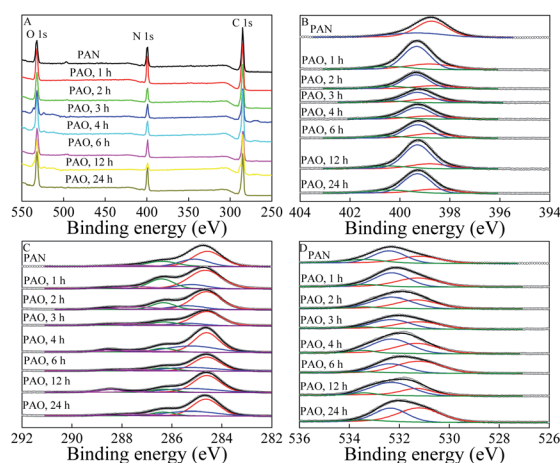 A
O 1s
N 1s
C 1s
PAN
PAO, 1 h
PAO, 2 h
PAO, 3 h
PAO, 4 h
PAO, 6 h
PAO, 12 h
PAO, 24 h
550 500 450 400 350 300 250
Binding energy (eV)
B
PAN
PAO, 1 h
PAO, 2 h
PAO, 3 h
PAO, 4 h
PAO, 6 h
PAO, 12 h
PAO, 24 h
404 402 400 398 396 394
Binding energy (eV)
C
PAN
PAO, 1 h
PAO, 2 h
PAO, 3 h
PAO, 4 h
PAO, 6 h
PAO, 12 h
PAO, 24 h
292 290 288 286 284 282
Binding energy (eV)
D
PAN
PAO, 1 h
PAO, 2 h
PAO, 3 h
PAO, 4 h
PAO, 6 h
PAO, 12 h
PAO, 24 h
536 534 532 530 528 526
Binding energy (eV)